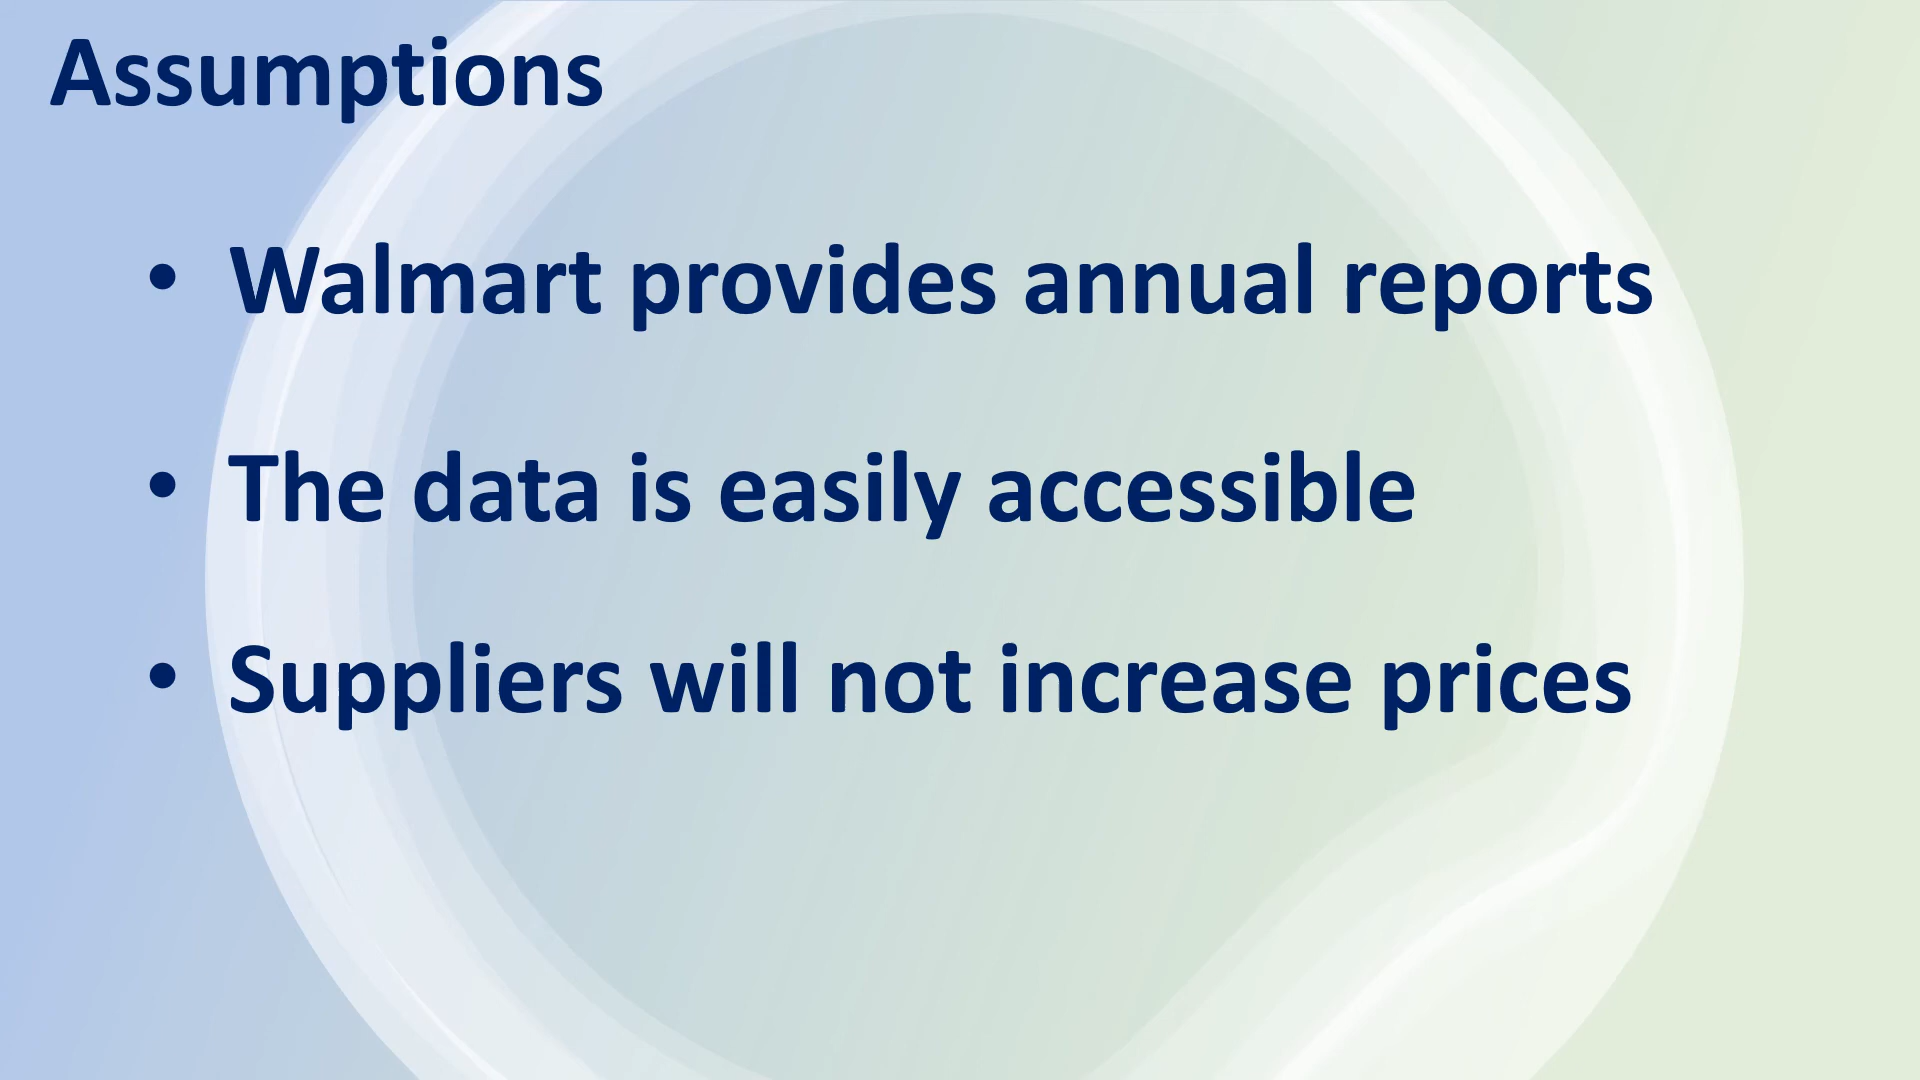 Assumptions
• Walmart provides annual reports
• The data is easily accessible
• Suppliers will not increase prices